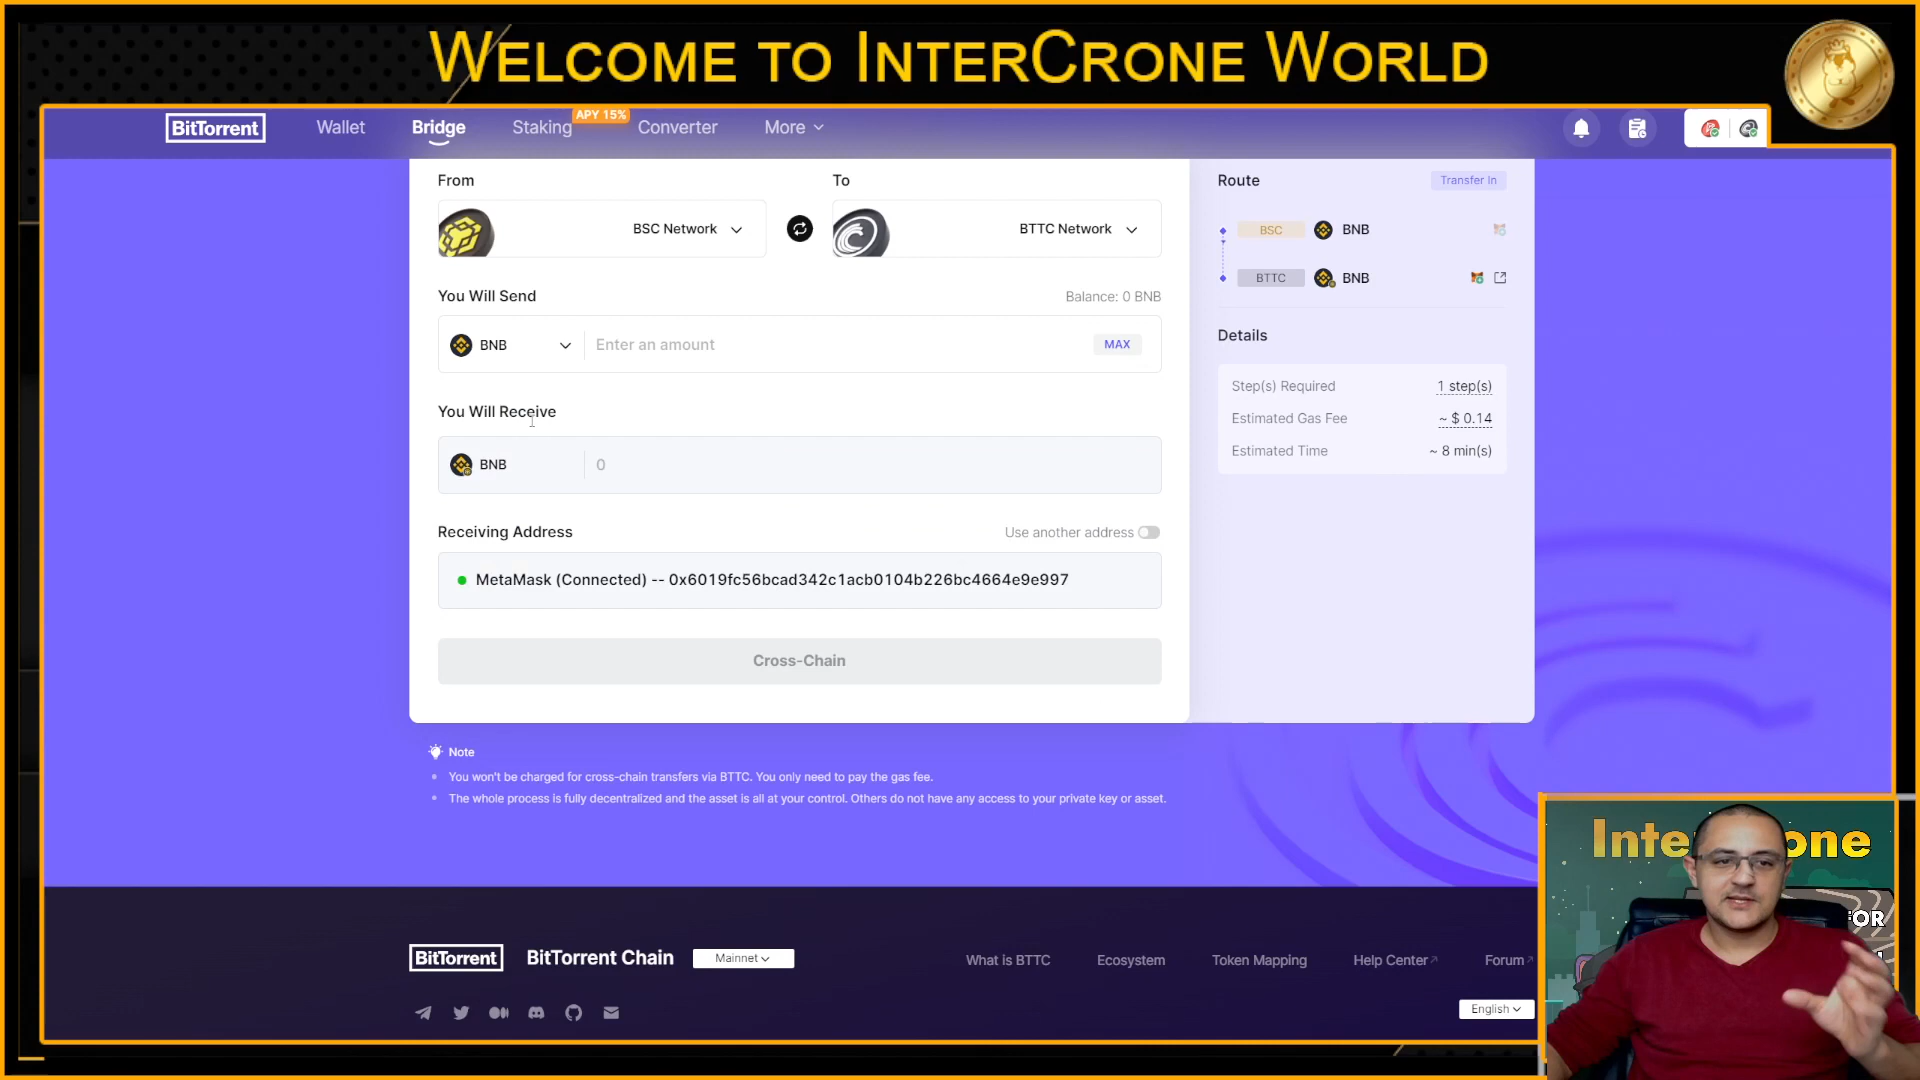 WELCOME TO INTERCRONE WORLD
BitTorrent
Wallet
Bridge
Staking
APY 15%
Converter
More
From
To
BSC Network
BTTC Network
You Will Send
Balance: 0 BNB
BNB
Enter an amount
MAX
You Will Receive
BNB
0
Receiving Address
Use another address
MetaMask (Connected) -- 0x6019fc56bcad342c1acb0104b226bc4664e9e997
Cross-Chain
Route
Transfer In
BSC
BNB
BTTC
BNB
Details
Step(s) Required
1 step(s)
Estimated Gas Fee
~ $ 0.14
Estimated Time
~ 8 min(s)
Note
You won't be charged for cross-chain transfers via BTTC. You only need to pay the gas fee.
The whole process is fully decentralized and the asset is all at your control. Others do not have any access to your private key or asset.
BitTorrent
BitTorrent Chain
Mainnet
What is BTTC
Ecosystem
Token Mapping
Help Center
Forum
English
Inte
one
OR